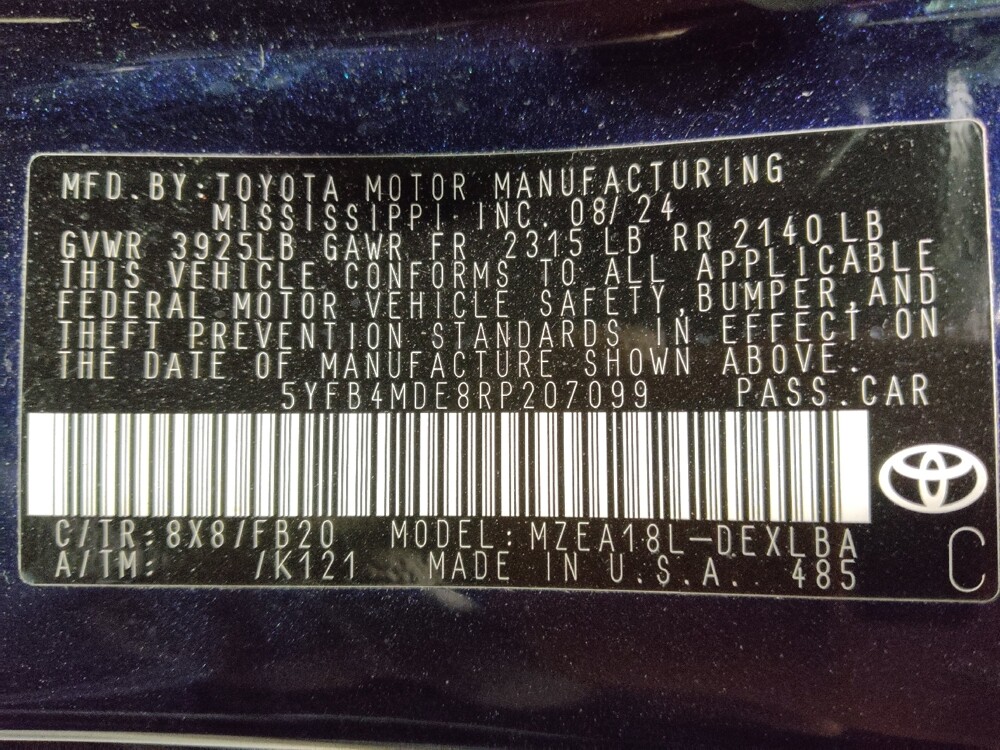 MFD.BY:TOYOTA MOTOR MANUFACTURING
MISSISSIPPI INC. 08/24
GVWR 3925LB GAWR FR 2315 LB RR 2140 LB
THIS VEHICLE CONFORMS TO ALL APPLICABLE
FEDERAL MOTOR VEHICLE SAFETY,BUMPER,AND
THEFT PREVENTION STANDARDS IN EFFECT ON
THE DATE OF MANUFACTURE SHOWN ABOVE.
5YFB4MDE8RP207099 PASS.CAR
C/TR:8X8/FB20 MODEL:MZEA18L-DEXLBA
A/TM: /K121 MADE IN U.S.A. 485
C